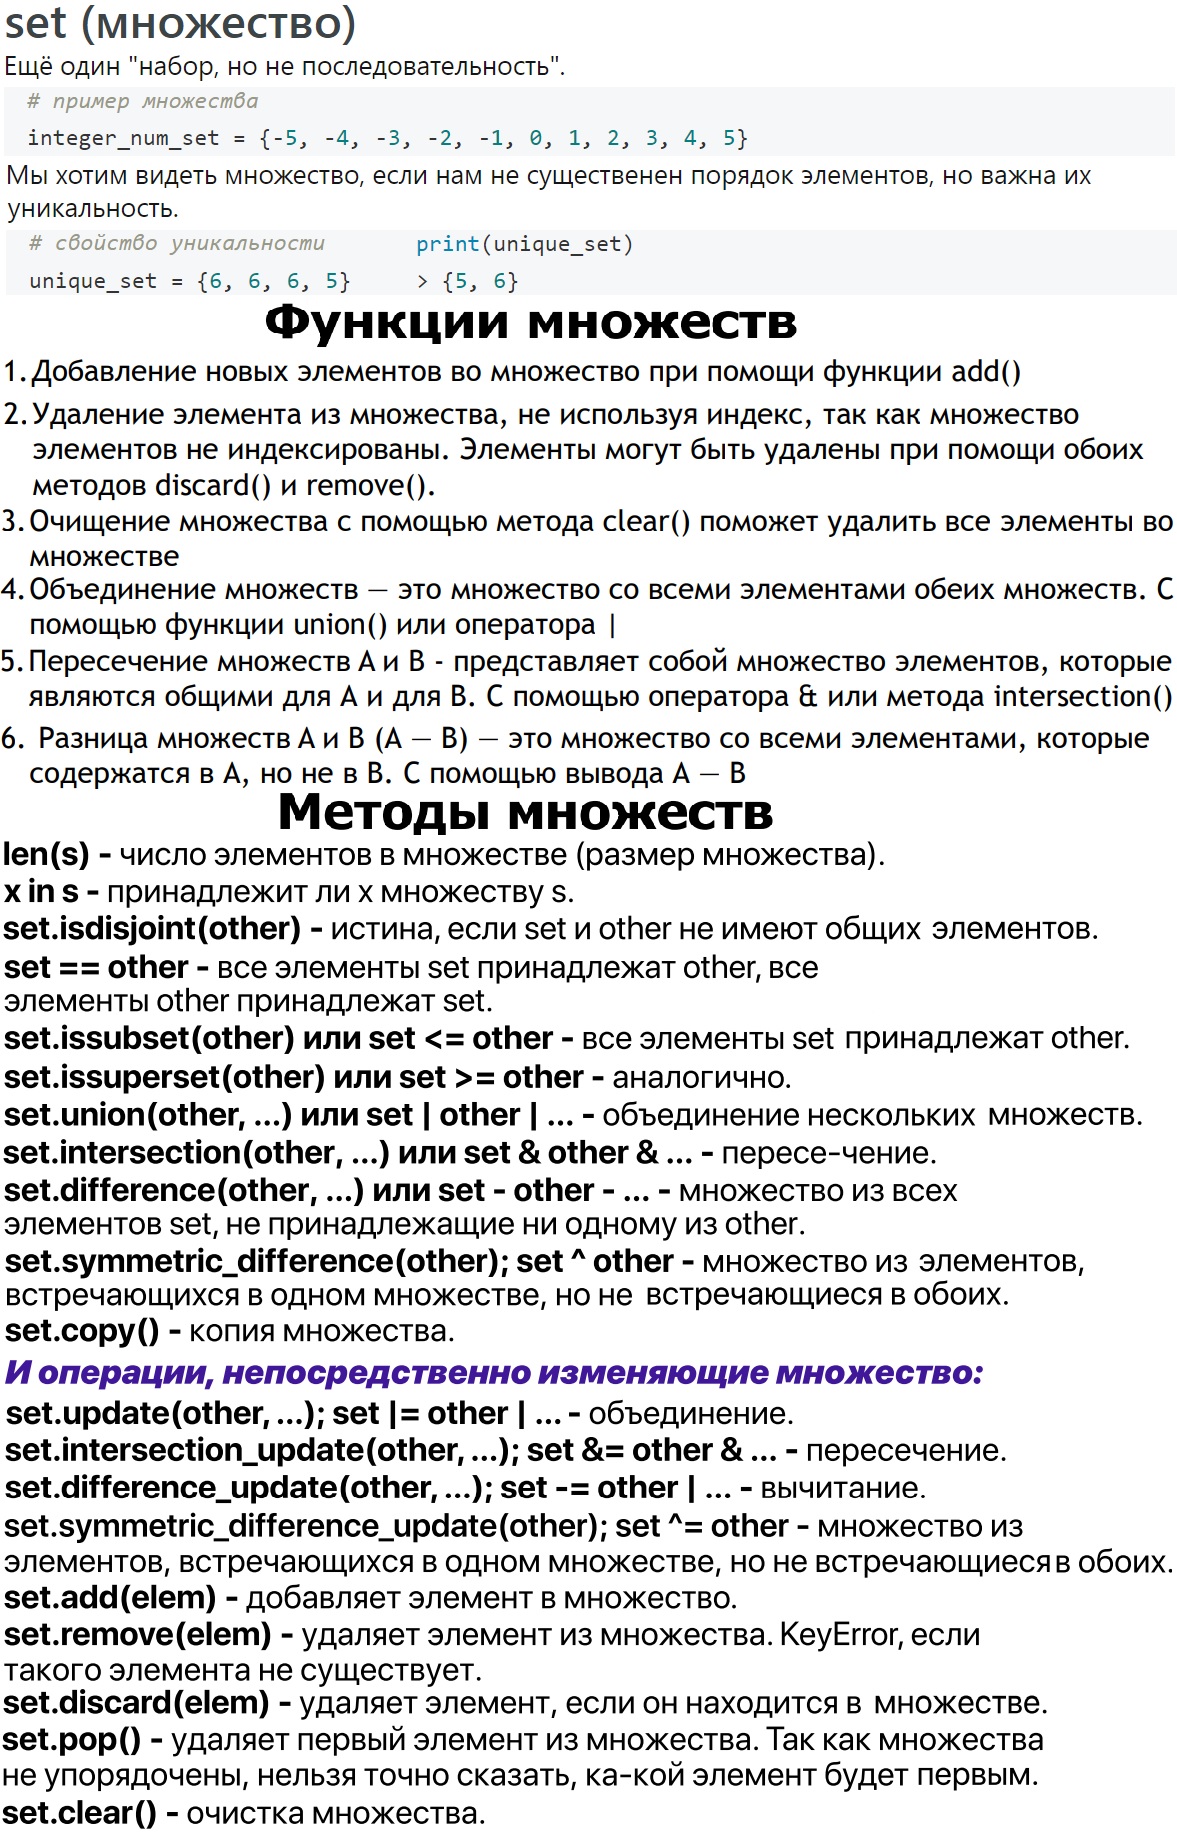 set (множество)
Ещё один "набор, но не последовательность".
# пример множества
integer_num_set = {-5, -4, -3, -2, -1, 0, 1, 2, 3, 4, 5}
Мы хотим видеть множество, если нам не существенен порядок элементов, но важна их
уникальность.
# свойство уникальности print(unique_set)
unique_set = {6, 6, 6, 5} > {5, 6}
Функции множеств
1. Добавление новых элементов во множество при помощи функции add()
2. Удаление элемента из множества, не используя индекс, так как множество
элементов не индексированы. Элементы могут быть удалены при помощи обоих
методов discard() и remove().
3. Очищение множества с помощью метода clear() поможет удалить все элементы во
множестве
4. Объединение множеств — это множество со всеми элементами обеих множеств. С
помощью функции union() или оператора |
5. Пересечение множеств A и B - представляет собой множество элементов, которые
являются общими для A и для B. С помощью оператора & или метода intersection()
6. Разница множеств A и B (A — B) — это множество со всеми элементами, которые
содержатся в A, но не в B. С помощью вывода A — B
Методы множеств
len(s) - число элементов в множестве (размер множества).
x in s - принадлежит ли x множеству s.
set.isdisjoint(other) - истина, если set и other не имеют общих элементов.
set == other - все элементы set принадлежат other, все
элементы other принадлежат set.
set.issubset(other) или set <= other - все элементы set принадлежат other.
set.issuperset(other) или set >= other - аналогично.
set.union(other, ...) или set | other | ... - объединение нескольких множеств.
set.intersection(other, ...) или set & other & ... - пересе-чение.
set.difference(other, ...) или set - other - ... - множество из всех
элементов set, не принадлежащие ни одному из other.
set.symmetric_difference(other); set ^ other - множество из элементов,
встречающихся в одном множестве, но не встречающиеся в обоих.
set.copy() - копия множества.
И операции, непосредственно изменяющие множество:
set.update(other, ...); set |= other | ... - объединение.
set.intersection_update(other, ...); set &= other & ... - пересечение.
set.difference_update(other, ...); set -= other | ... - вычитание.
set.symmetric_difference_update(other); set ^= other - множество из
элементов, встречающихся в одном множестве, но не встречающиеся в обоих.
set.add(elem) - добавляет элемент в множество.
set.remove(elem) - удаляет элемент из множества. KeyError, если
такого элемента не существует.
set.discard(elem) - удаляет элемент, если он находится в множестве.
set.pop() - удаляет первый элемент из множества. Так как множества
не упорядочены, нельзя точно сказать, ка-кой элемент будет первым.
set.clear() - очистка множества.